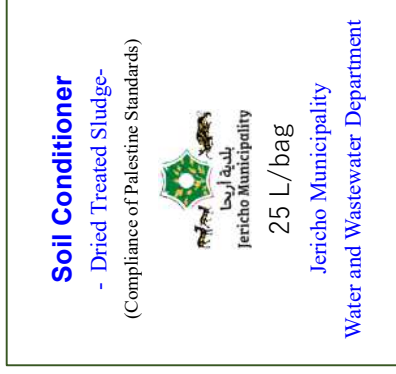 Soil Conditioner
- Dried Treated Sludge-
(Compliance of Palestine Standards)
بلدية أريحا
Jericho Municipality
25 L/bag
Jericho Municipality
Water and Wastewater Department